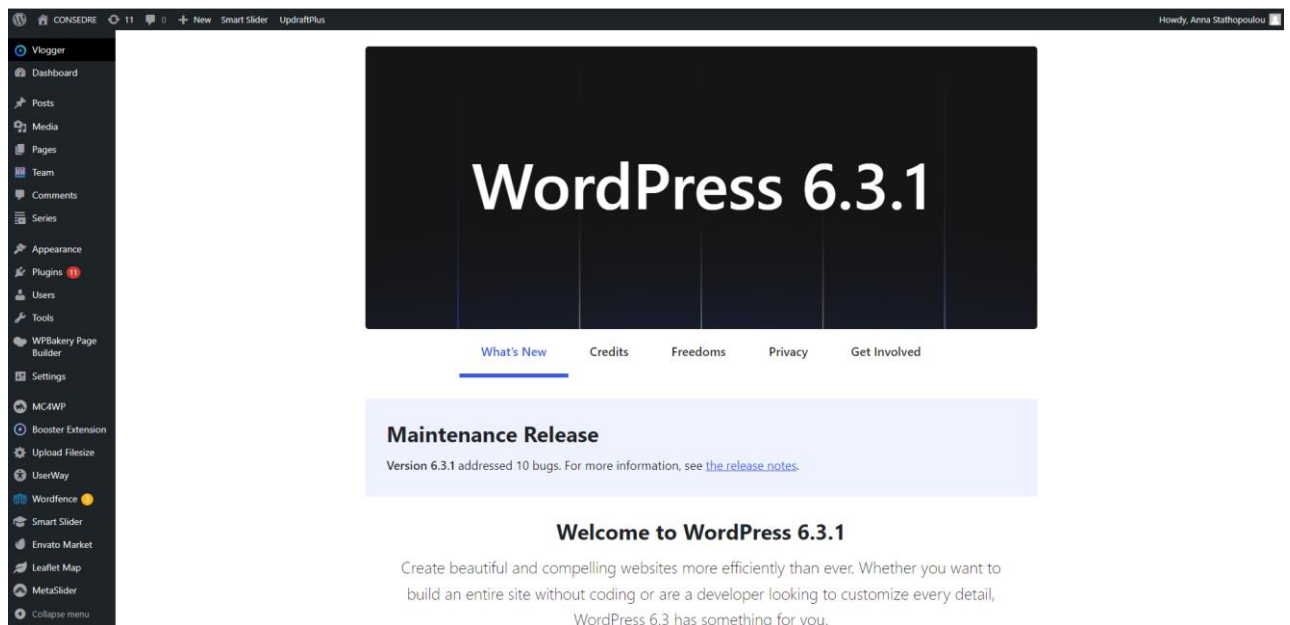 CONSEDRE 11 0 New Smart Slider UpdraftPlus Howdy, Anna Stathopoulou
Vlogger
Dashboard
Posts
Media
Pages
Team
Comments
Series
Appearance
Plugins 11
Users
Tools
WPBakery Page
Builder
Settings
MC4WP
Booster Extension
Upload Filesize
UserWay
Wordfence
Smart Slider
Envato Market
Leaflet Map
MetaSlider
Collapse menu
WordPress 6.3.1
What's New Credits Freedoms Privacy Get Involved
Maintenance Release
Version 6.3.1 addressed 10 bugs. For more information, see the release notes.
Welcome to WordPress 6.3.1
Create beautiful and compelling websites more efficiently than ever. Whether you want to
build an entire site without coding or are a developer looking to customize every detail,
WordPress 6.3 has something for you.